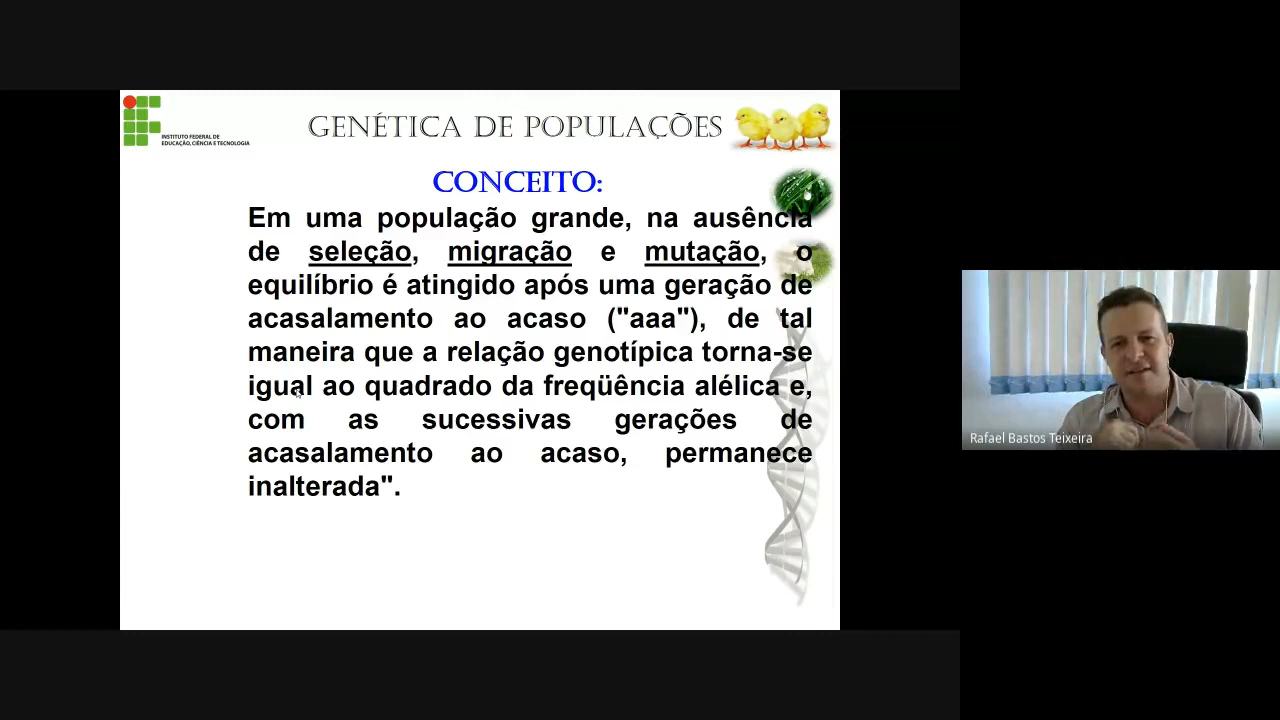 INSTITUTO FEDERAL DE
EDUCAÇÃO, CIÊNCIA E TECNOLOGIA
GENÉTICA DE POPULAÇÕES
CONCEITO:
Em uma população grande, na ausência
de seleção, migração e mutação, o
equilíbrio é atingido após uma geração de
acasalamento ao acaso ("aaa"), de tal
maneira que a relação genotípica torna-se
igual ao quadrado da freqüência alélica e,
com as sucessivas gerações de
acasalamento ao acaso, permanece
inalterada".
Rafael Bastos Teixeira